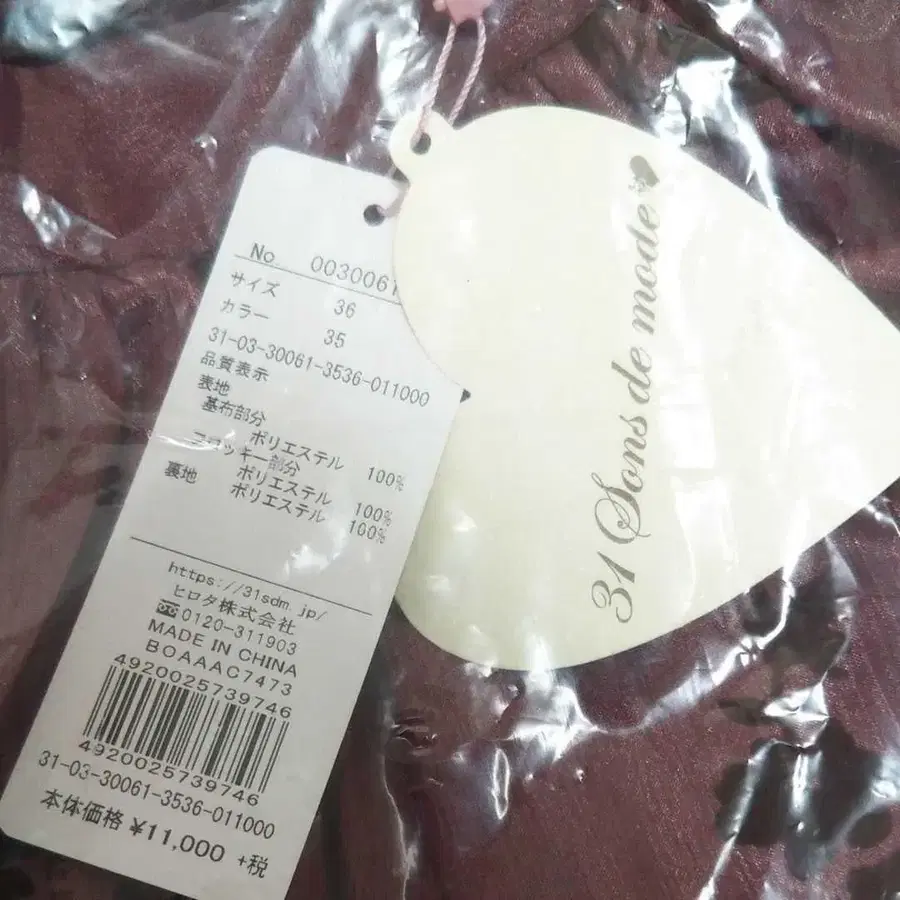 No 0030061
サイズ 36
カラー 35
31-03-30061-3536-011000
品質表示
表地
基布部分
ポリエステル 100%
フロッキー部分
ポリエステル 100%
裏地 ポリエステル 100%
https://31sdm.jp/
ヒロタ株式会社
0120-311903
MADE IN CHINA
BOAAAC7473
4920025739746
4920025739746
31-03-30061-3536-011000
本体価格 ¥11,000 +税
31 Sons de mode